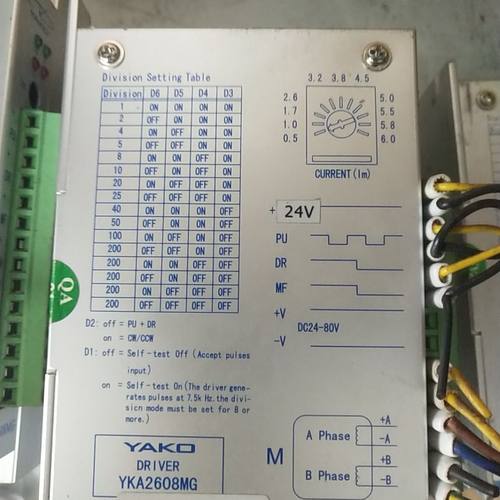 Division Setting Table
Division D6 D5 D4 D3
1 ON ON ON ON
2 OFF ON ON ON
4 ON OFF ON ON
5 OFF OFF ON ON
8 ON ON OFF ON
10 OFF ON OFF ON
20 ON OFF OFF ON
25 OFF OFF OFF ON
40 ON ON ON OFF
50 OFF ON ON OFF
100 ON OFF ON OFF
200 OFF OFF ON OFF
200 ON ON OFF OFF
200 OFF ON OFF OFF
200 ON OFF OFF OFF
200 OFF OFF OFF OFF
D2: off = PU + DR
on = CW/CCW
D1: off = Self-test Off (Accept pulses
input)
on = Self-test On (The driver gene-
rates pulses at 7.5k Hz. the divi-
sicn mode must be set for 8 or
more.)
YAKO
DRIVER
YKA2608MG
3.2 3.8 4.5
2.6 5.0
1.7 5.5
1.0 5.8
0.5 6.0
CURRENT(Im)
+ 24V
PU
DR
MF
+V
DC24-80V
-V
M
A Phase +A
-A
B Phase +B
-B
QA